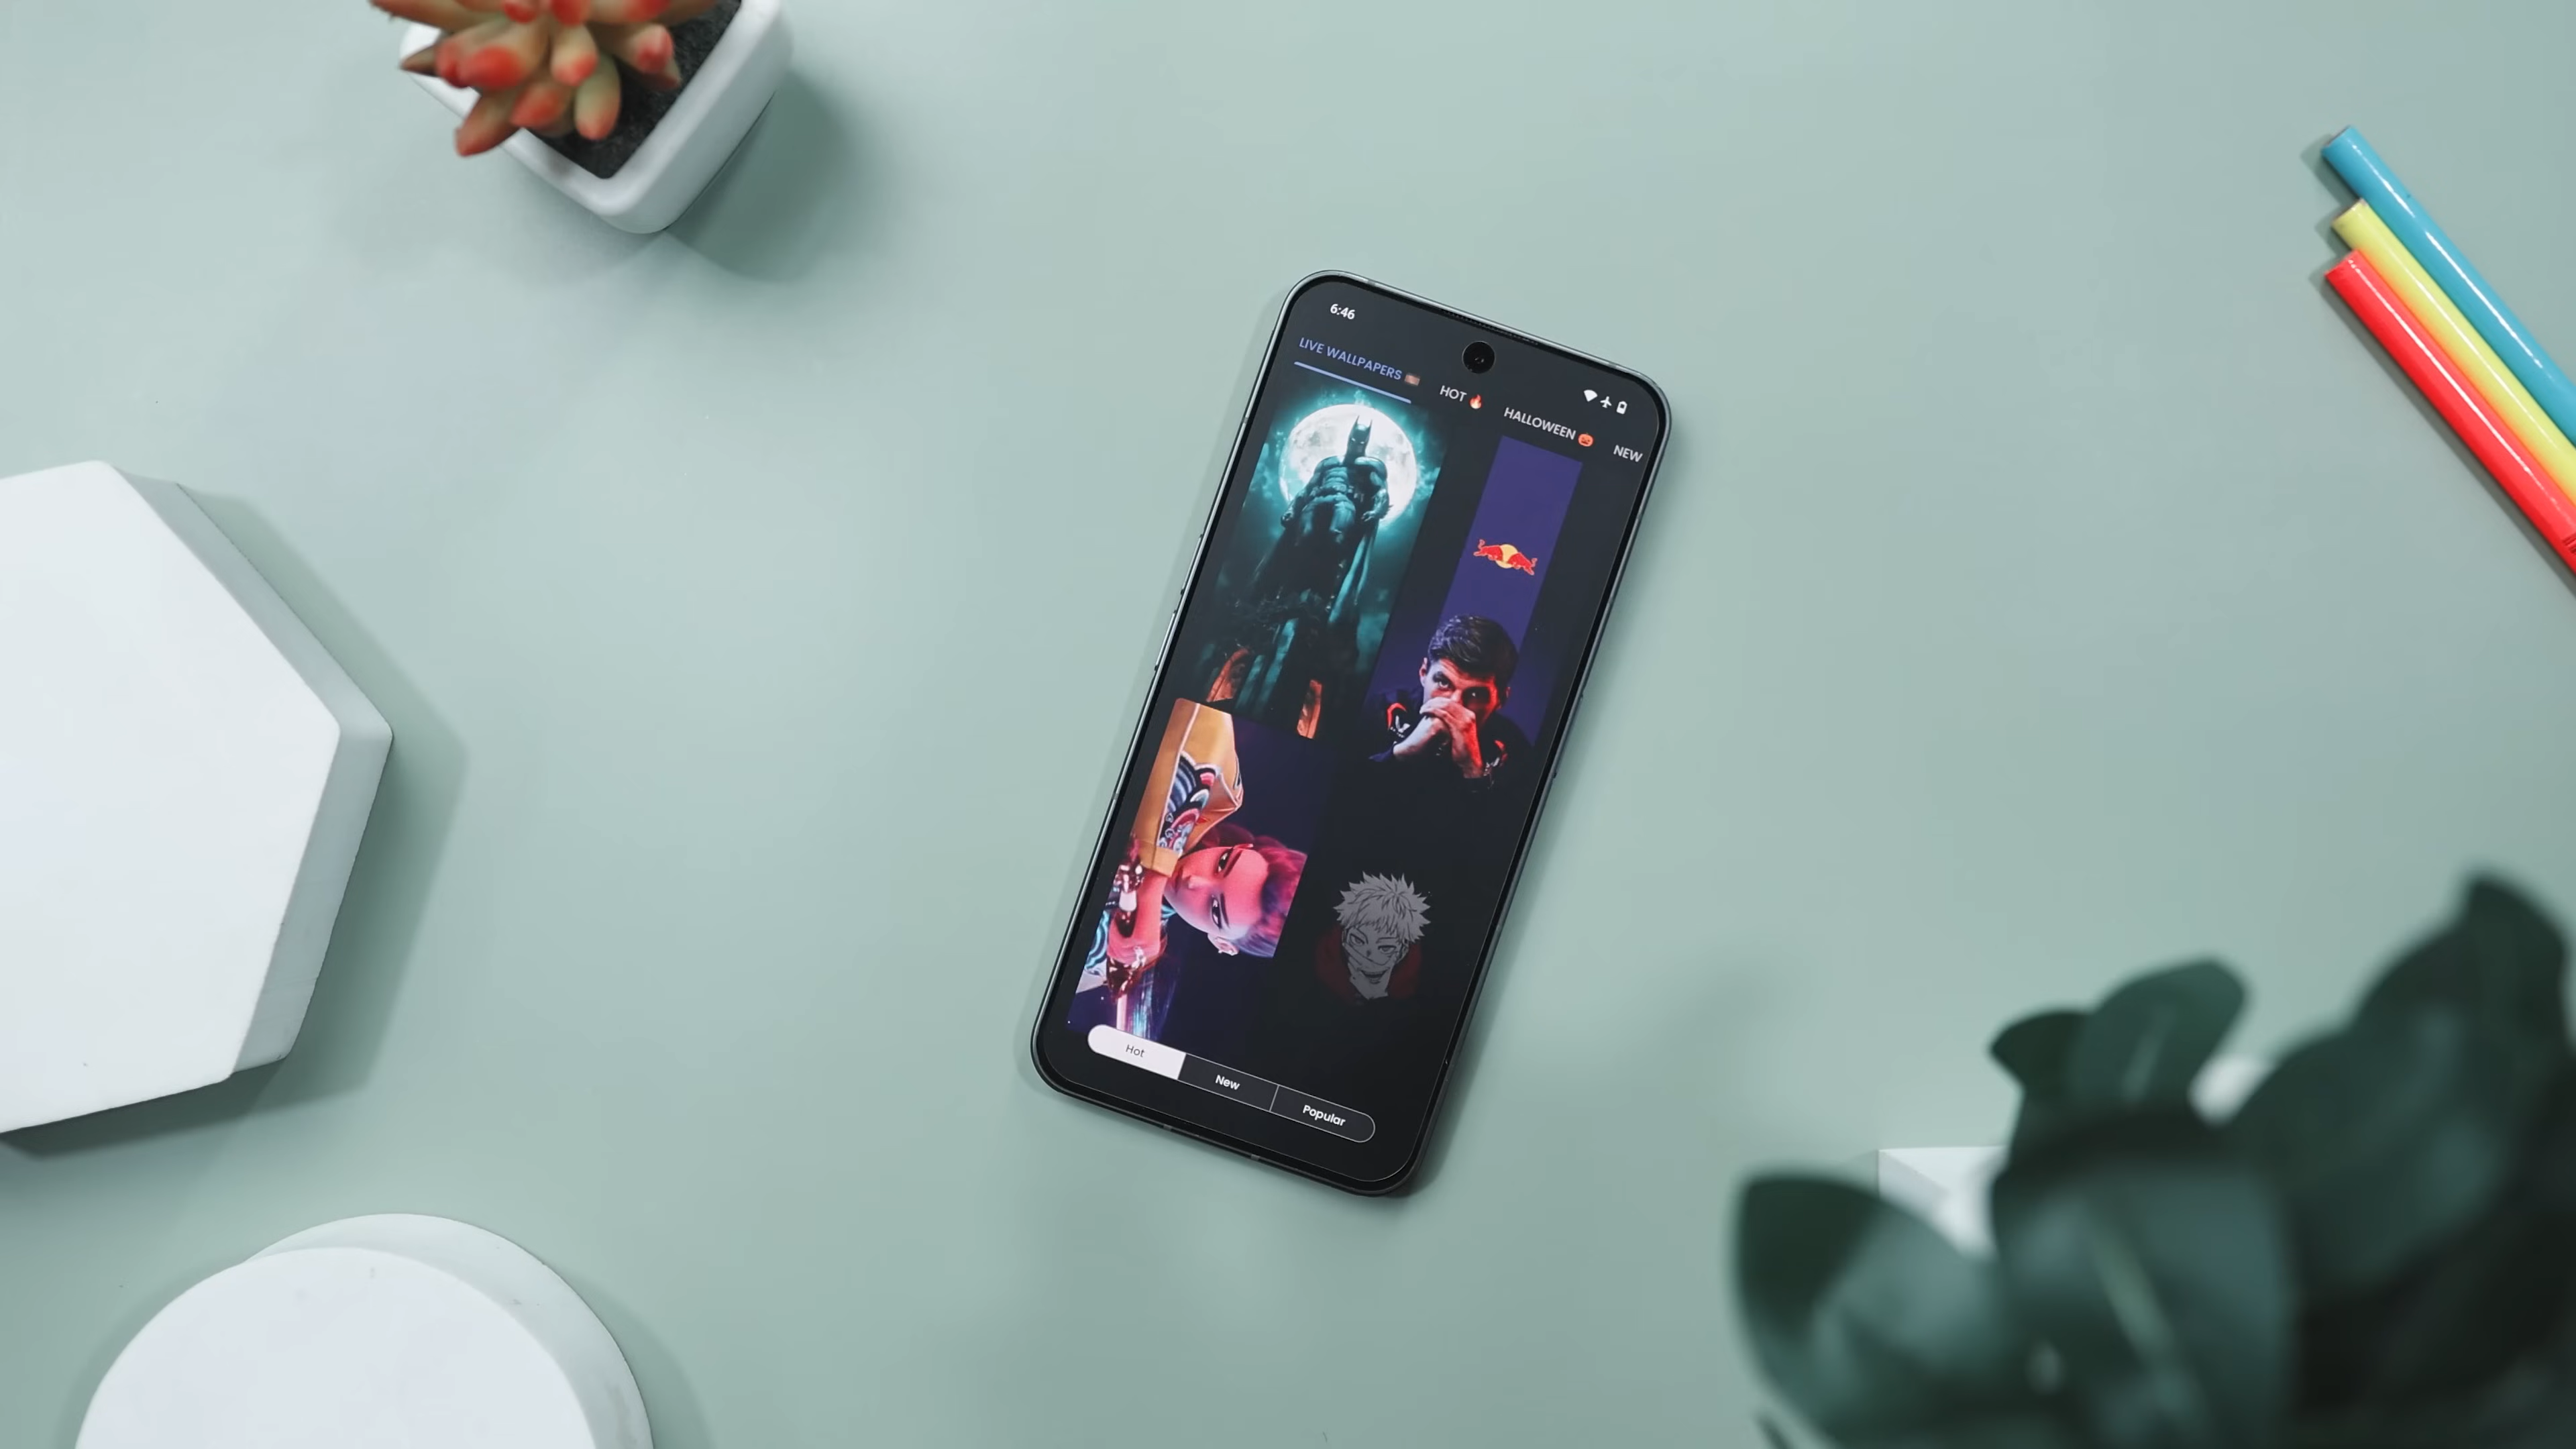 6:46
LIVE WALLPAPERS
HOT 🔥
HALLOWEEN 🎃
NEW
Hot
New
Popular